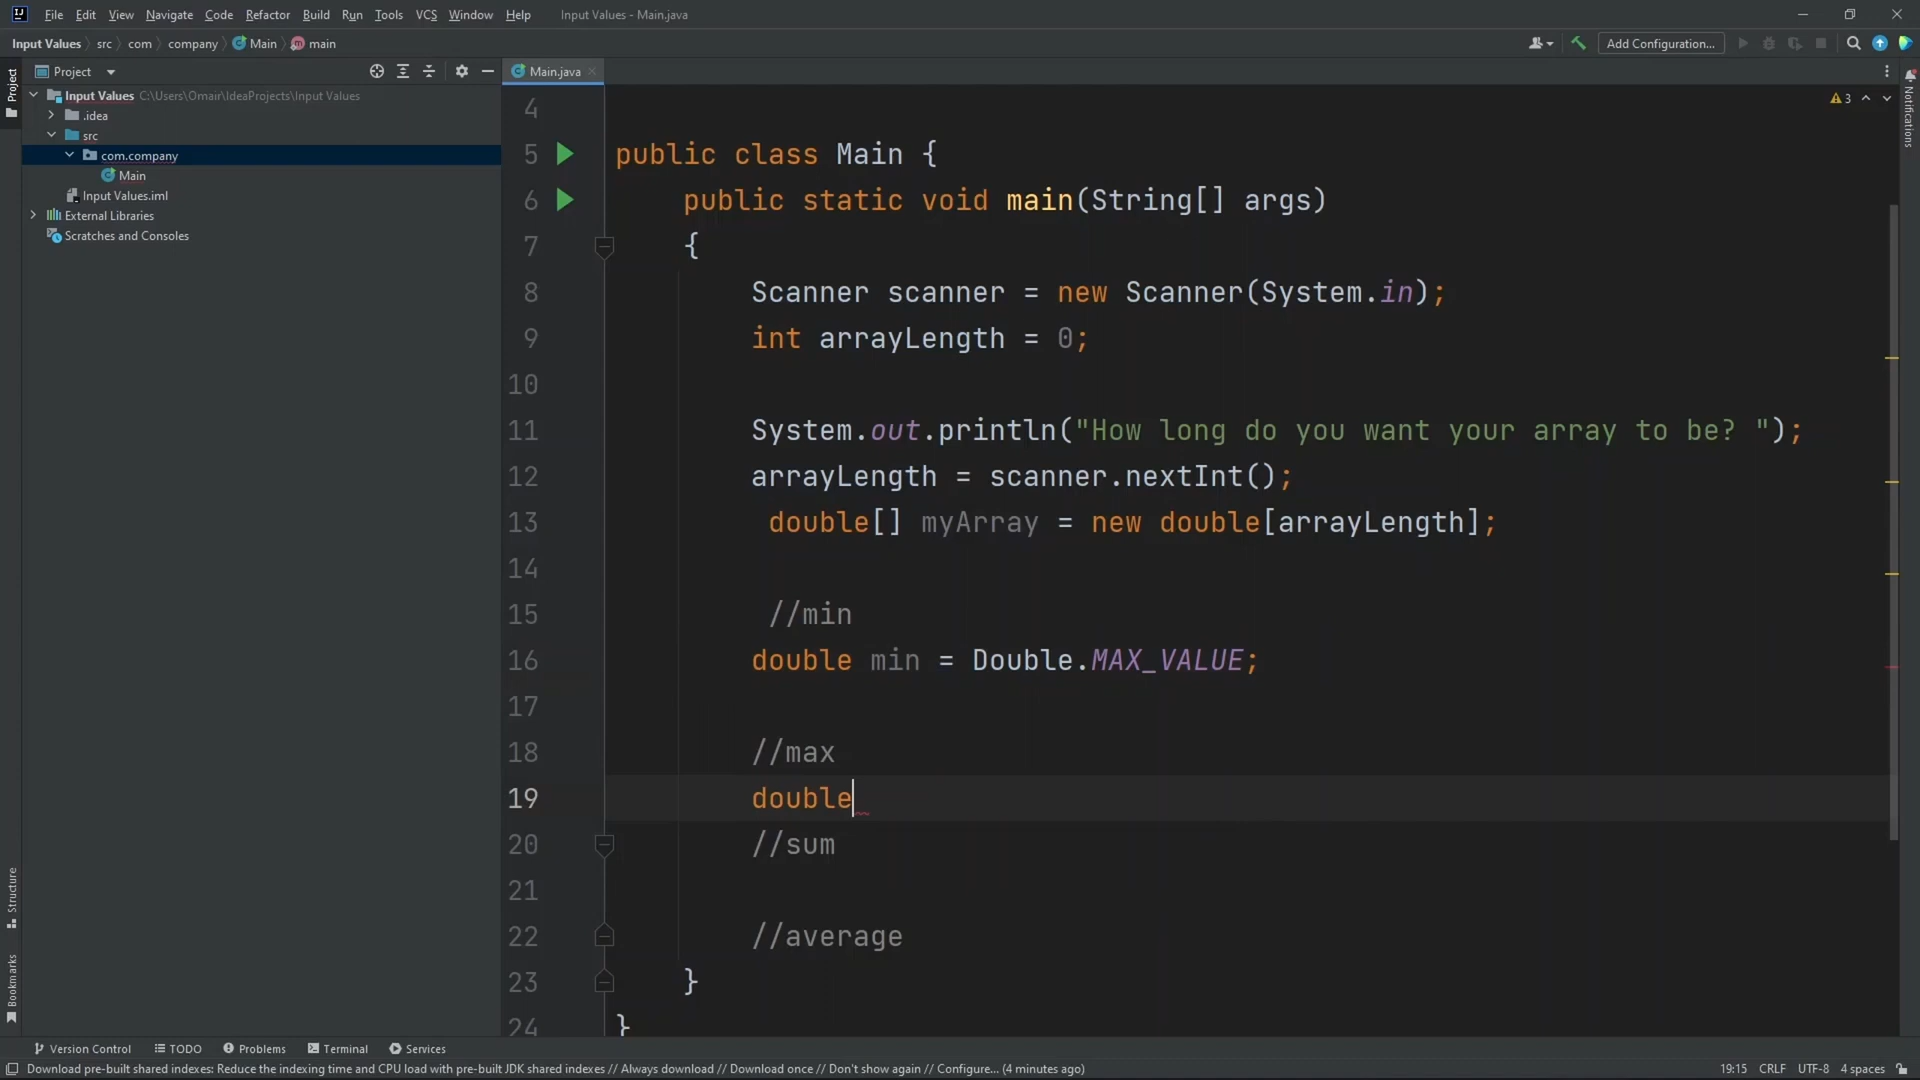 File Edit View Navigate Code Refactor Build Run Tools VCS Window Help Input Values - Main.java
Input Values src com company Main main Add Configuration...
Project Project Main.java
Input Values C:\Users\Omair\IdeaProjects\Input Values
.idea
src
com.company
Main
Input Values.iml
External Libraries
Scratches and Consoles
Notifications
3
4
5 public class Main {
6 public static void main(String[] args)
7 {
8 Scanner scanner = new Scanner(System.in);
9 int arrayLength = 0;
10
11 System.out.println("How long do you want your array to be? ");
12 arrayLength = scanner.nextInt();
13 double[] myArray = new double[arrayLength];
14
15 //min
16 double min = Double.MAX_VALUE;
17
18 //max
19 double
20 //sum
21
22 //average
23 }
24 }
Structure
Bookmarks
Version Control TODO Problems Terminal Services
Download pre-built shared indexes: Reduce the indexing time and CPU load with pre-built JDK shared indexes // Always download // Download once // Don't show again // Configure... (4 minutes ago) 19:15 CRLF UTF-8 4 spaces